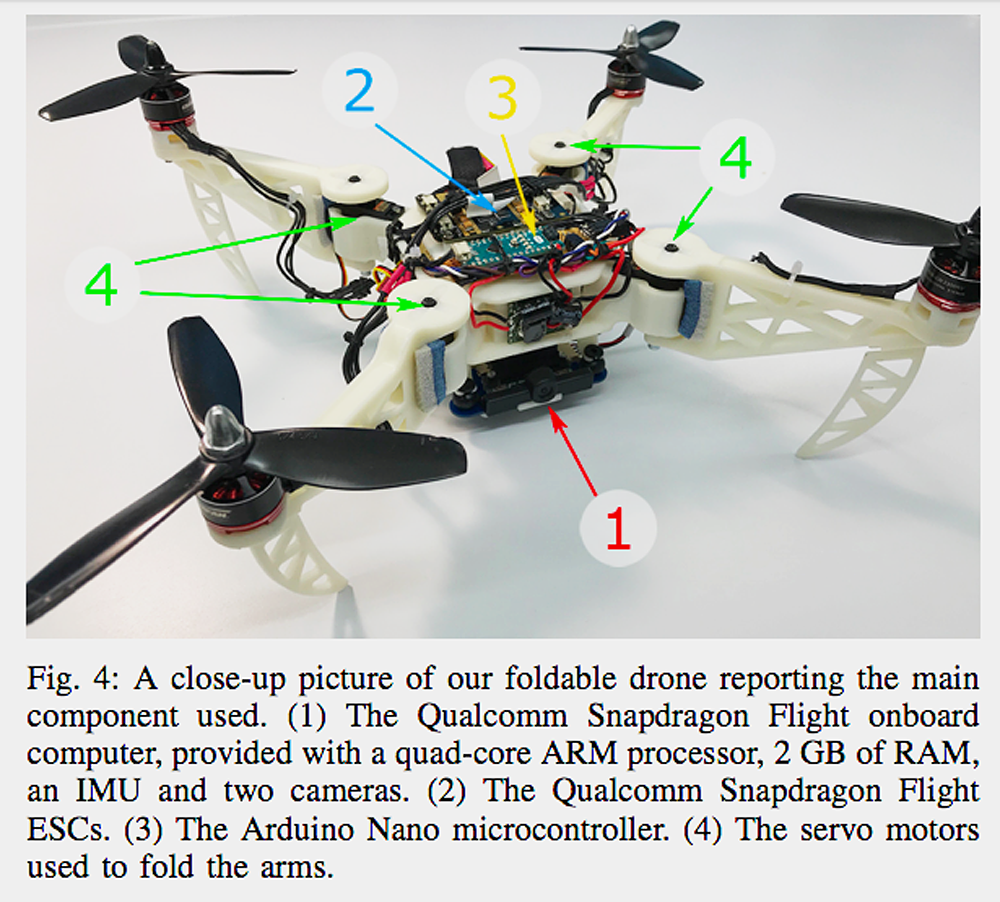 2
3
4
4
1
Fig. 4: A close-up picture of our foldable drone reporting the main
component used. (1) The Qualcomm Snapdragon Flight onboard
computer, provided with a quad-core ARM processor, 2 GB of RAM,
an IMU and two cameras. (2) The Qualcomm Snapdragon Flight
ESCs. (3) The Arduino Nano microcontroller. (4) The servo motors
used to fold the arms.